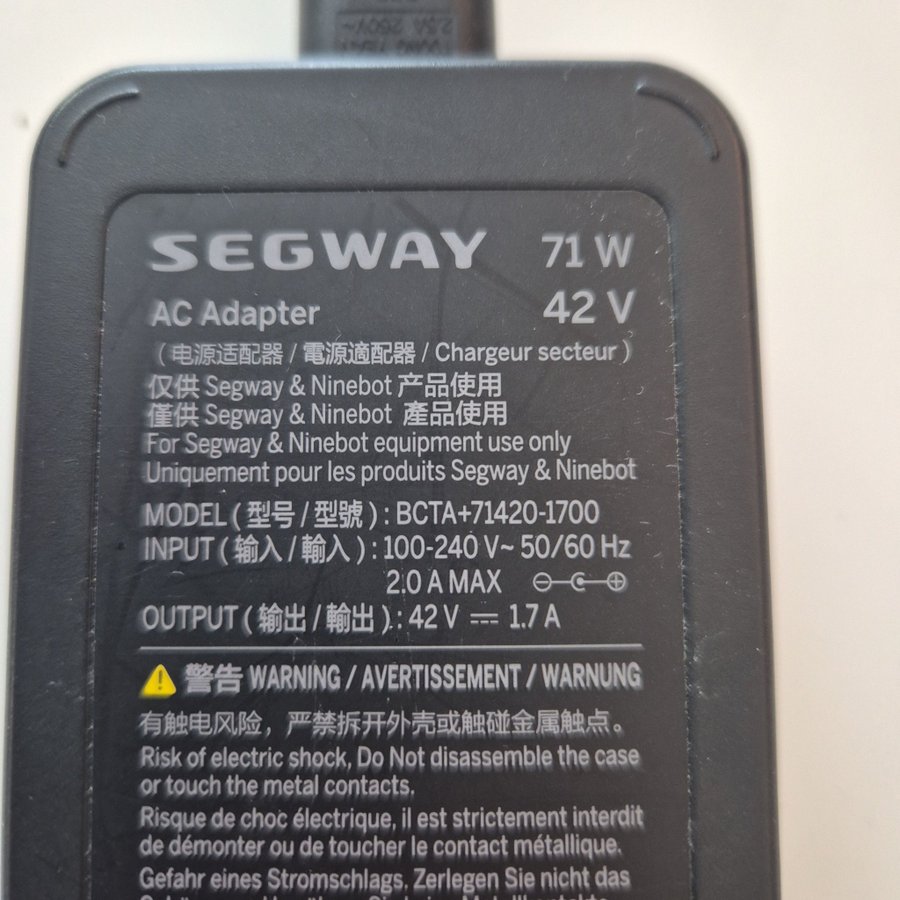 2.5A 250V~
SEGWAY 71 W
AC Adapter 42 V
(电源适配器 / 電源適配器 / Chargeur secteur)
仅供 Segway & Ninebot 产品使用
僅供 Segway & Ninebot 產品使用
For Segway & Ninebot equipment use only
Uniquement pour les produits Segway & Ninebot
MODEL (型号 / 型號) : BCTA+71420-1700
INPUT (输入 / 輸入) : 100-240 V~ 50/60 Hz
2.0 A MAX
OUTPUT (输出 / 輸出) : 42 V ⎓ 1.7 A
警告 WARNING / AVERTISSEMENT / WARNUNG
有触电风险，严禁拆开外壳或触碰金属触点。
Risk of electric shock, Do Not disassemble the case
or touch the metal contacts.
Risque de choc électrique, il est strictement interdit
de démonter ou de toucher le contact métallique.
Gefahr eines Stromschlags. Zerlegen Sie nicht das